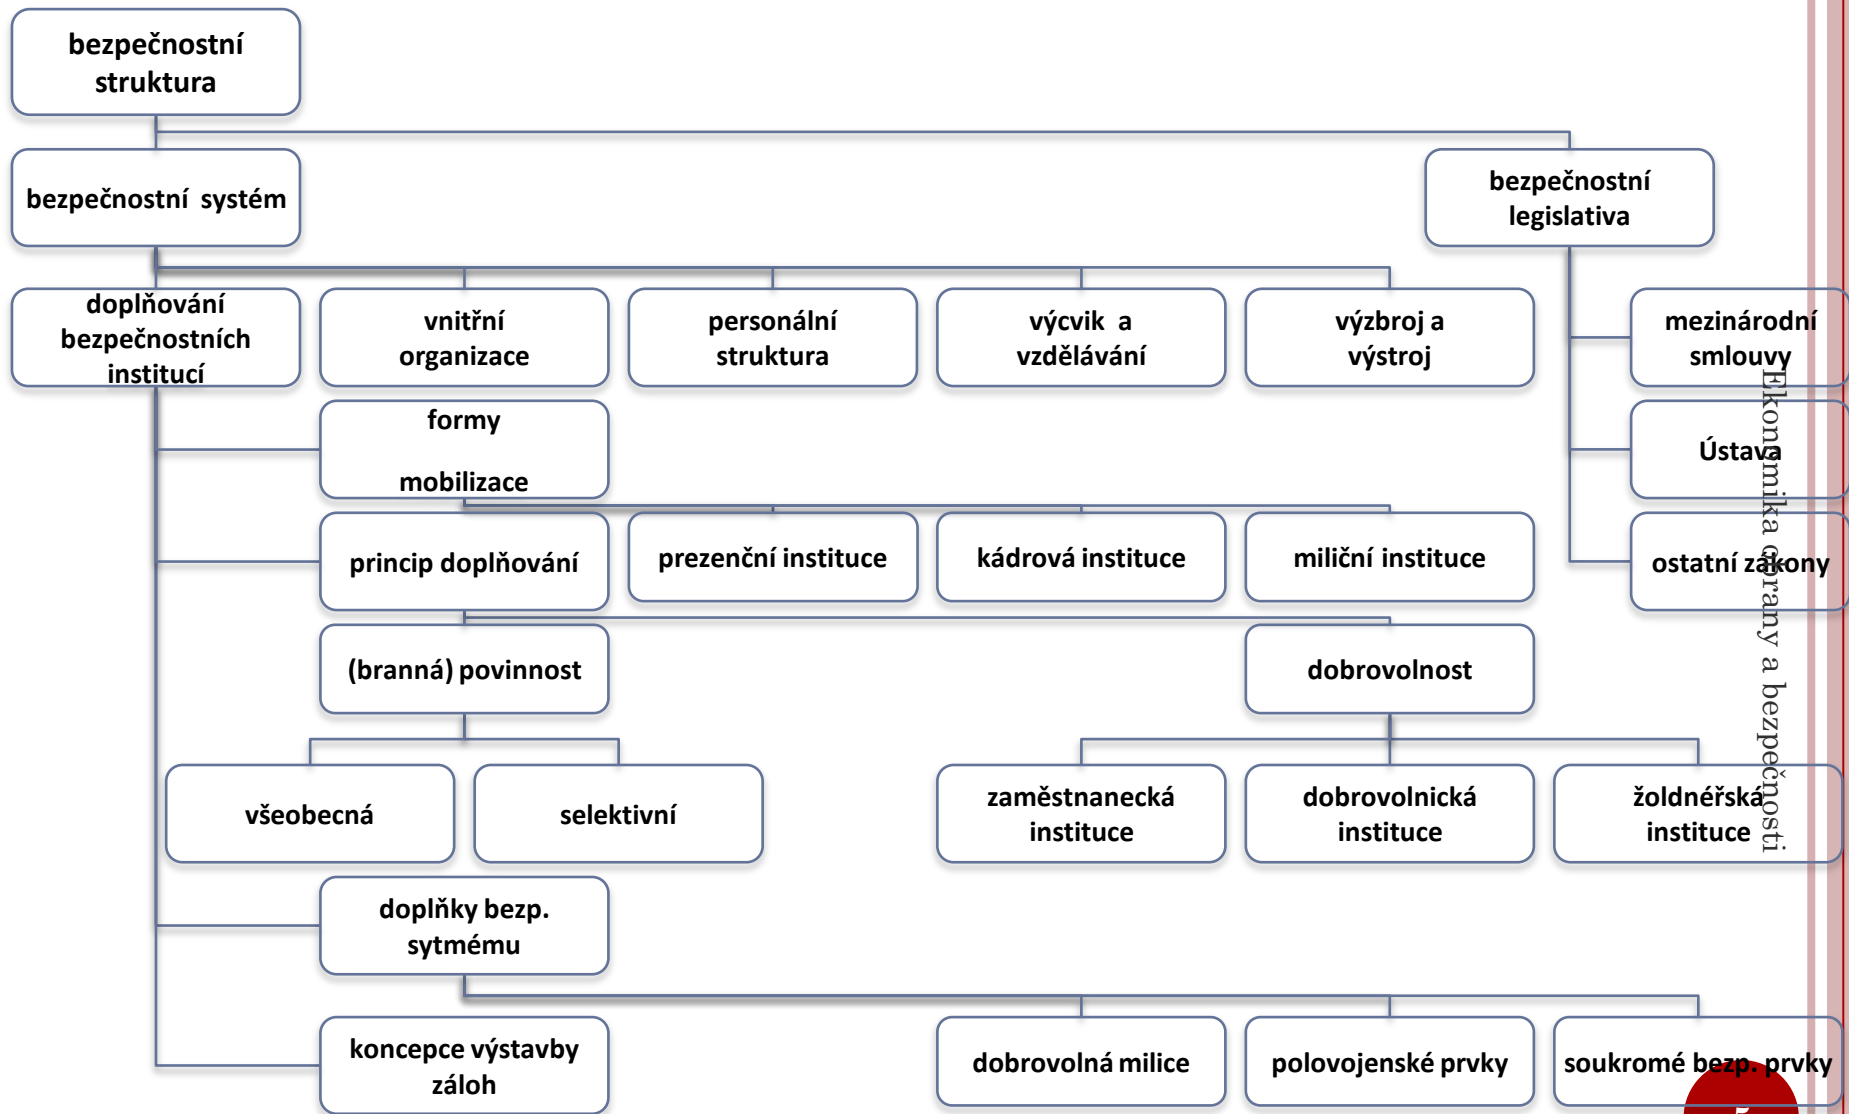 bezpečnostní
struktura
bezpečnostní systém
bezpečnostní
legislativa
doplňování
bezpečnostních
institucí
vnitřní
organizace
personální
struktura
výcvik a
vzdělávání
výzbroj a
výstroj
mezinárodní
smlouvy
formy
mobilizace
Ústava
princip doplňování
prezenční instituce
kádrová instituce
miliční instituce
ostatní zákony
(branná) povinnost
dobrovolnost
všeobecná
selektivní
zaměstnanecká
instituce
dobrovolnická
instituce
žoldnéřská
instituce
doplňky bezp.
sytmému
koncepce výstavby
záloh
dobrovolná milice
polovojenské prvky
soukromé bezp. prvky
Ekonomika obrany a bezpečnosti